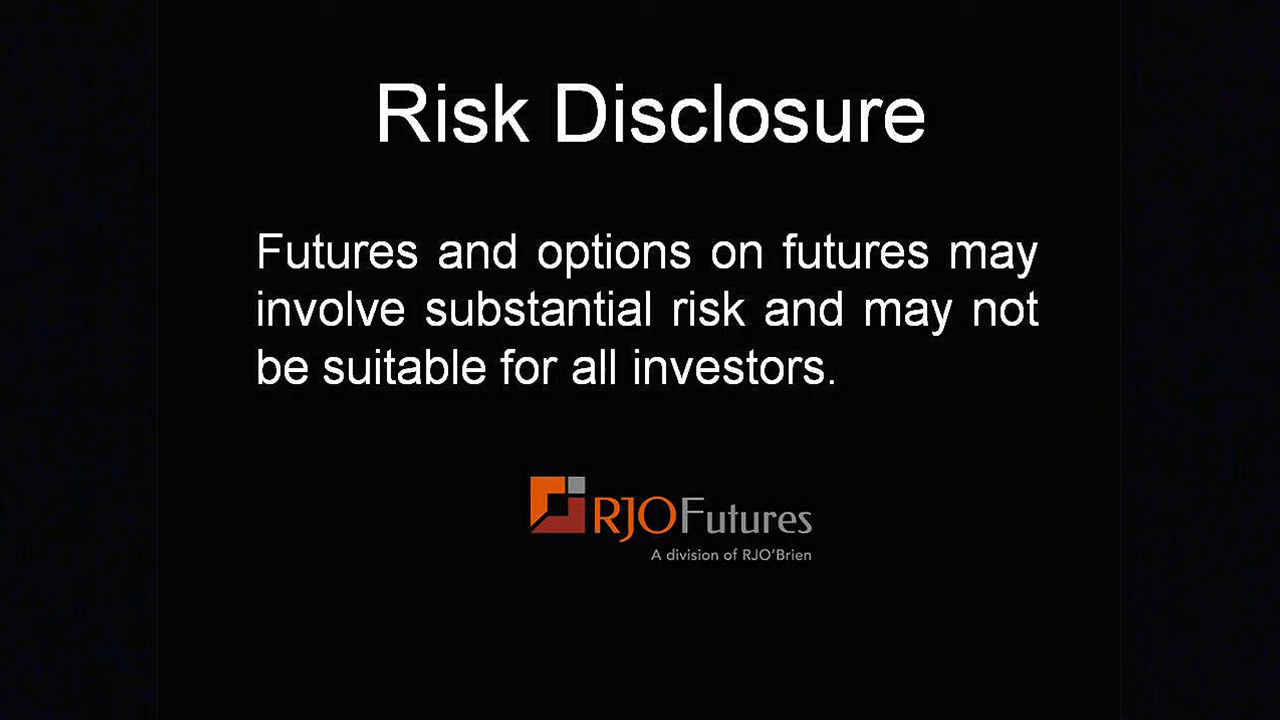 Risk Disclosure
Futures and options on futures may
involve substantial risk and may not
be suitable for all investors.
RJOFutures
A division of RJO'Brien